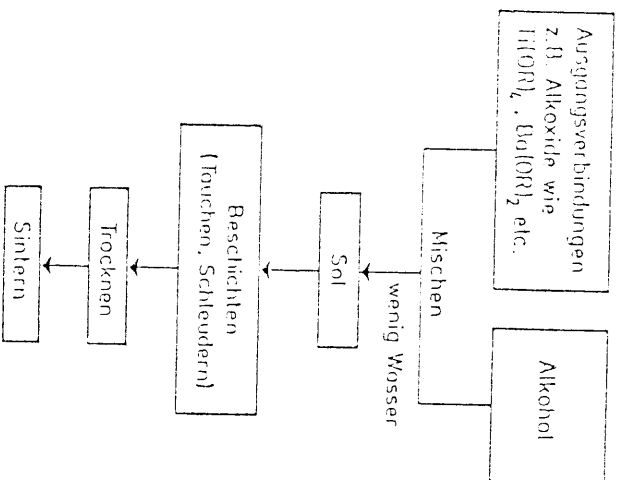 Ausgangsverbindungen
z.B. Alkoxide wie
Ti(OR)₄, Ba(OR)₂ etc.
Alkohol
Mischen
wenig Wasser
Sol
Beschichten
(Tauchen, Schleudern)
Trocknen
Sintern